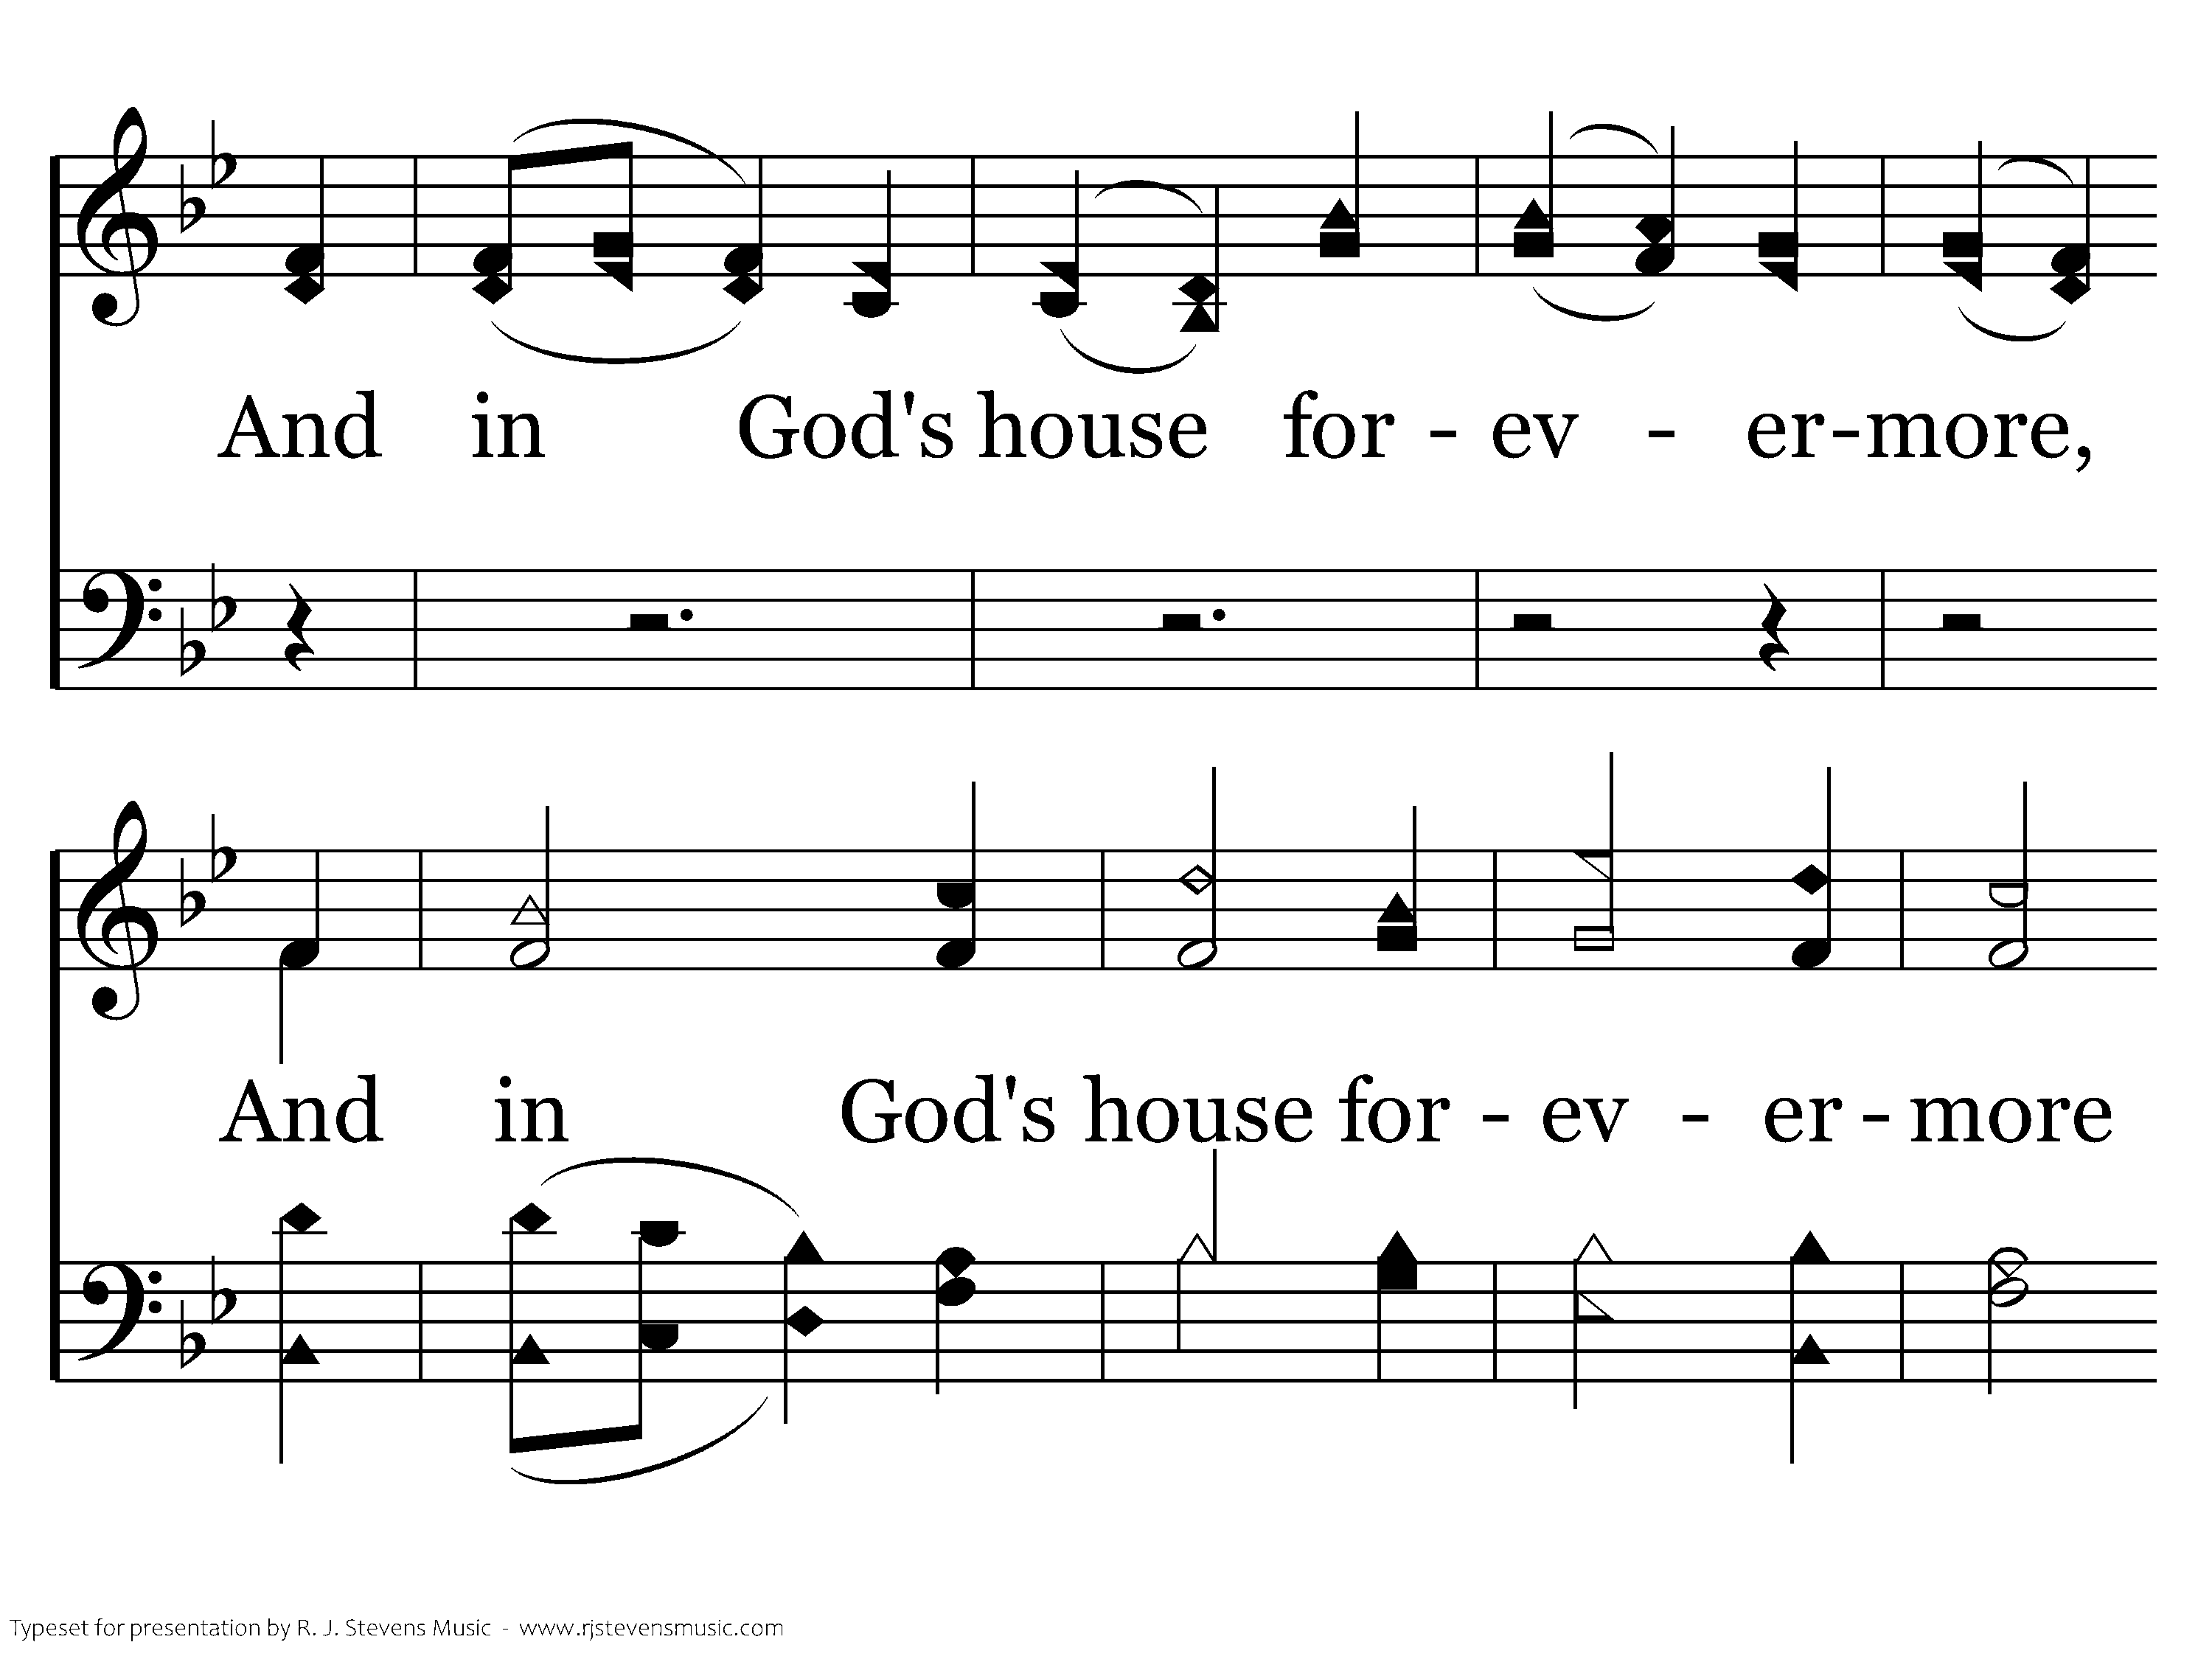 And in God's house for - ev - er-more,
And in God's house for - ev - er - more
Typeset for presentation by R. J. Stevens Music - www.rjstevensmusic.com